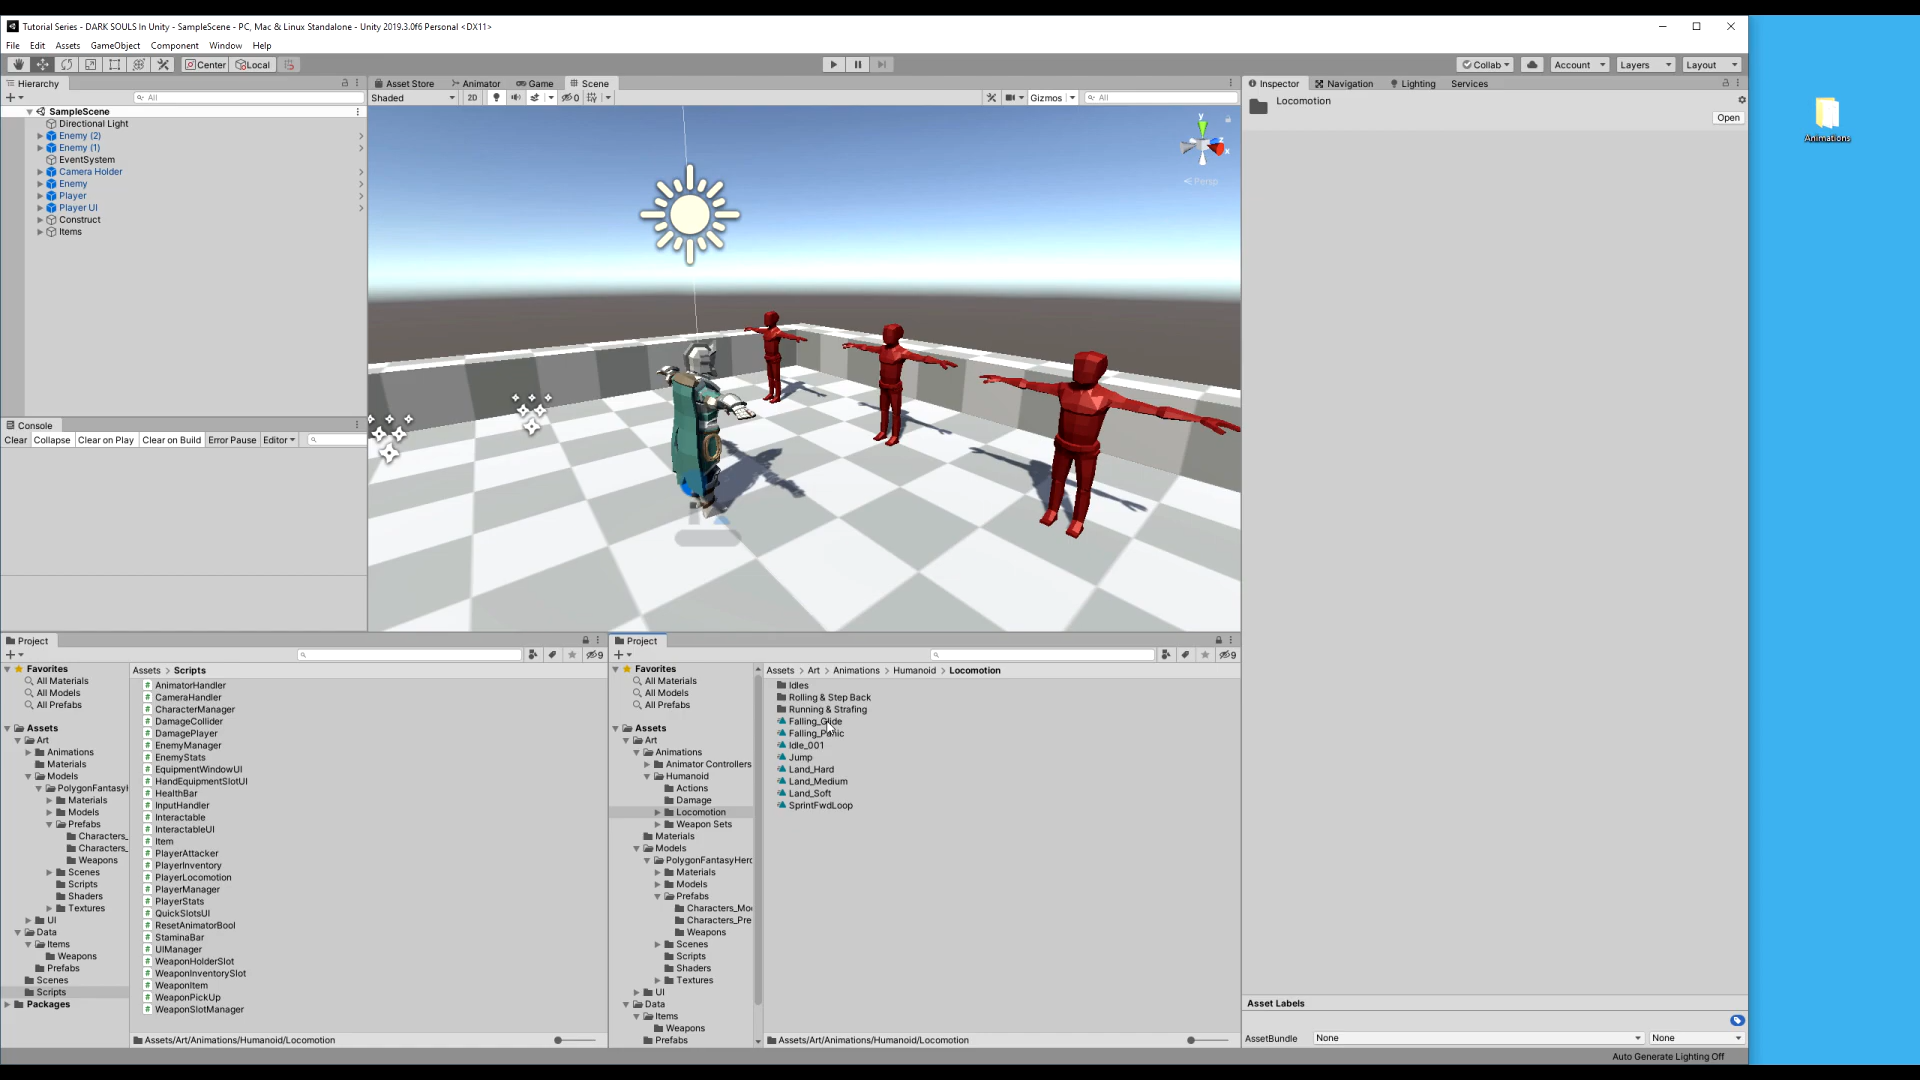 Tutorial Series - DARK SOULS In Unity - SampleScene - PC, Mac & Linux Standalone - Unity 2019.3.0f6 Personal <DX11>
File Edit Assets GameObject Component Window Help
Center Local Collab Account Layers Layout
Hierarchy
All
SampleScene
Directional Light
Enemy (2)
Enemy (1)
EventSystem
Camera Holder
Enemy
Player
Player UI
Construct
Items
Asset Store Animator Game Scene
Shaded 2D 0 Gizmos All
y
z
x
Persp
Inspector Navigation Lighting Services
Locomotion
Open
Animations
Console
Clear Collapse Clear on Play Clear on Build Error Pause Editor
Project
9
Favorites
All Materials
All Models
All Prefabs
Assets
Art
Animations
Materials
Models
PolygonFantasyH
Materials
Models
Prefabs
Characters_
Characters_
Weapons
Scenes
Scripts
Shaders
Textures
UI
Data
Items
Weapons
Prefabs
Scenes
Scripts
Packages
Assets > Scripts
AnimatorHandler
CameraHandler
CharacterManager
DamageCollider
DamagePlayer
EnemyManager
EnemyStats
EquipmentWindowUI
HandEquipmentSlotUI
HealthBar
InputHandler
Interactable
InteractableUI
Item
PlayerAttacker
PlayerInventory
PlayerLocomotion
PlayerManager
PlayerStats
QuickSlotsUI
ResetAnimatorBool
StaminaBar
UIManager
WeaponHolderSlot
WeaponInventorySlot
WeaponItem
WeaponPickUp
WeaponSlotManager
Assets/Art/Animations/Humanoid/Locomotion
Project
9
Favorites
All Materials
All Models
All Prefabs
Assets
Art
Animations
Animator Controllers
Humanoid
Actions
Damage
Locomotion
Weapon Sets
Materials
Models
PolygonFantasyHero
Materials
Models
Prefabs
Characters_Mo
Characters_Pre
Weapons
Scenes
Scripts
Shaders
Textures
UI
Data
Items
Weapons
Prefabs
Assets > Art > Animations > Humanoid > Locomotion
Idles
Rolling & Step Back
Running & Strafing
Falling_Glide
Falling_Panic
Idle_001
Jump
Land_Hard
Land_Medium
Land_Soft
SprintFwdLoop
Assets/Art/Animations/Humanoid/Locomotion
Asset Labels
AssetBundle None None
Auto Generate Lighting Off